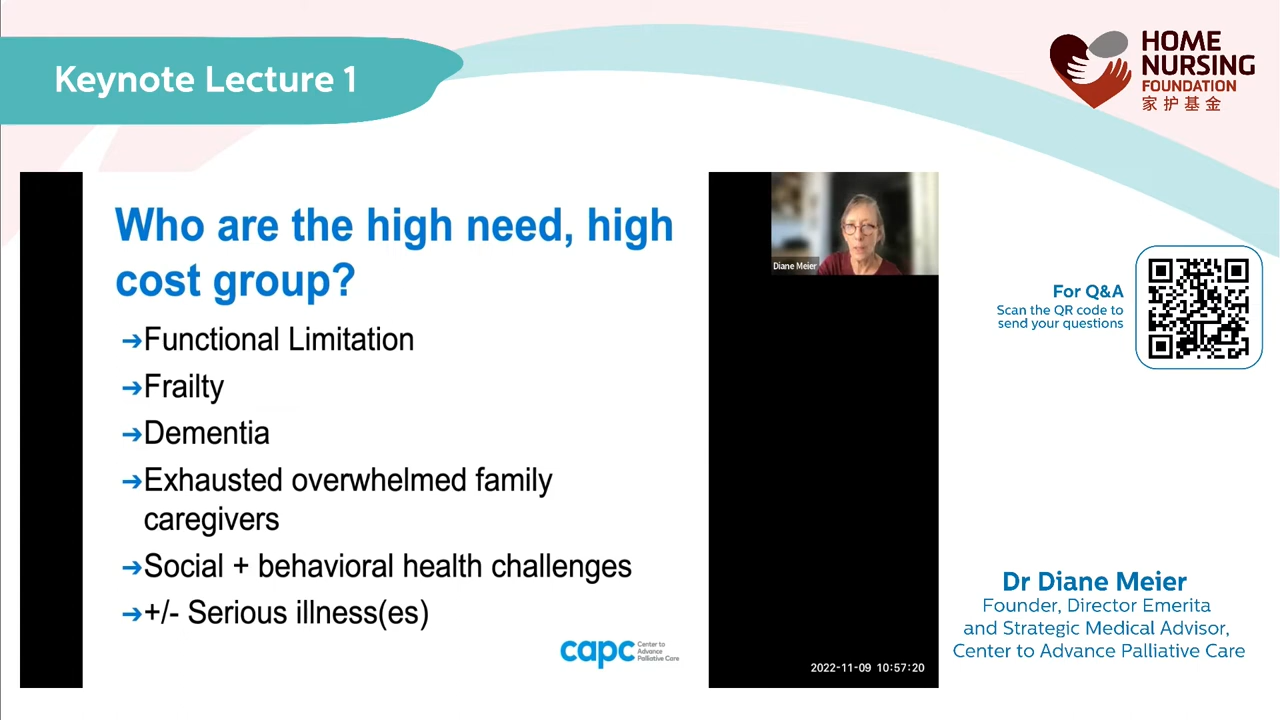 Keynote Lecture 1
HOME
NURSING
FOUNDATION
家护基金
Who are the high need, high
cost group?
➔Functional Limitation
➔Frailty
➔Dementia
➔Exhausted overwhelmed family
caregivers
➔Social + behavioral health challenges
➔+/- Serious illness(es)
capc
Center to
Advance
Palliative Care
Diane Meier
2022-11-09 10:57:20
For Q&A
Scan the QR code to
send your questions
Dr Diane Meier
Founder, Director Emerita
and Strategic Medical Advisor,
Center to Advance Palliative Care